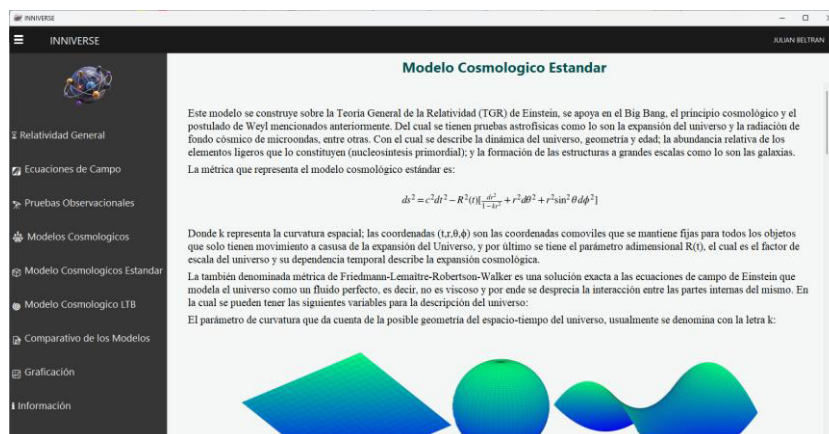 INNIVERSE
INNIVERSE
JULIAN BELTRAN
Relatividad General
Ecuaciones de Campo
Pruebas Observacionales
Modelos Cosmologicos
Modelo Cosmologicos Estandar
Modelo Cosmologico LTB
Comparativo de los Modelos
Graficación
Información
Modelo Cosmologico Estandar
Este modelo se construye sobre la Teoría General de la Relatividad (TGR) de Einstein, se apoya en el Big Bang, el principio cosmológico y el
postulado de Weyl mencionados anteriormente. Del cual se tienen pruebas astrofísicas como lo son la expansión del universo y la radiación de
fondo cósmico de microondas, entre otras. Con el cual se describe la dinámica del universo, geometría y edad; la abundancia relativa de los
elementos ligeros que lo constituyen (nucleosíntesis primordial); y la formación de las estructuras a grandes escalas como lo son las galaxias.
La métrica que representa el modelo cosmológico estándar es:
ds² = c²dt² − R²(t)[dr²/(1−kr²) + r²dθ² + r²sin²θdϕ²]
Donde k representa la curvatura espacial; las coordenadas (t,r,θ,ϕ) son las coordenadas comoviles que se mantiene fijas para todos los objetos
que solo tienen movimiento a casusa de la expansión del Universo, y por último se tiene el parámetro adimensional R(t), el cual es el factor de
escala del universo y su dependencia temporal describe la expansión cosmológica.
La también denominada métrica de Friedmann-Lemaître-Robertson-Walker es una solución exacta a las ecuaciones de campo de Einstein que
modela el universo como un fluido perfecto, es decir, no es viscoso y por ende se desprecia la interacción entre las partes internas del mismo. En
la cual se pueden tener las siguientes variables para la descripción del universo:
El parámetro de curvatura que da cuenta de la posible geometría del espacio-tiempo del universo, usualmente se denomina con la letra k: